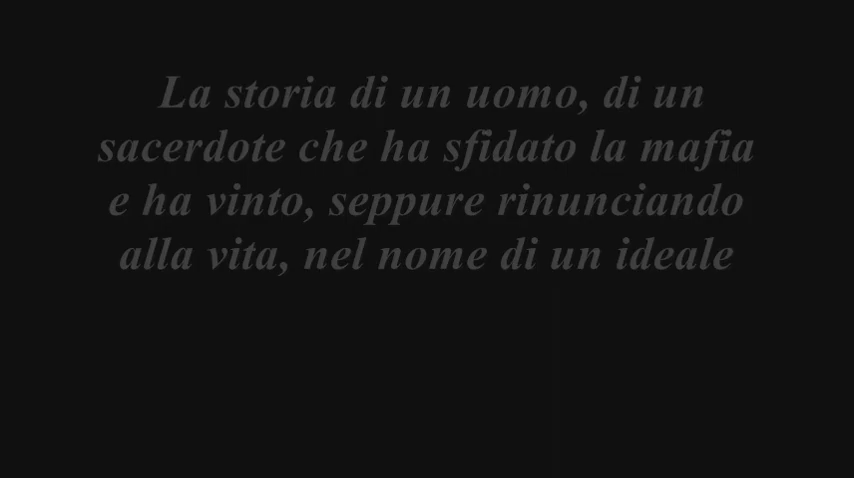 La storia di un uomo, di un
sacerdote che ha sfidato la mafia
e ha vinto, seppure rinunciando
alla vita, nel nome di un ideale